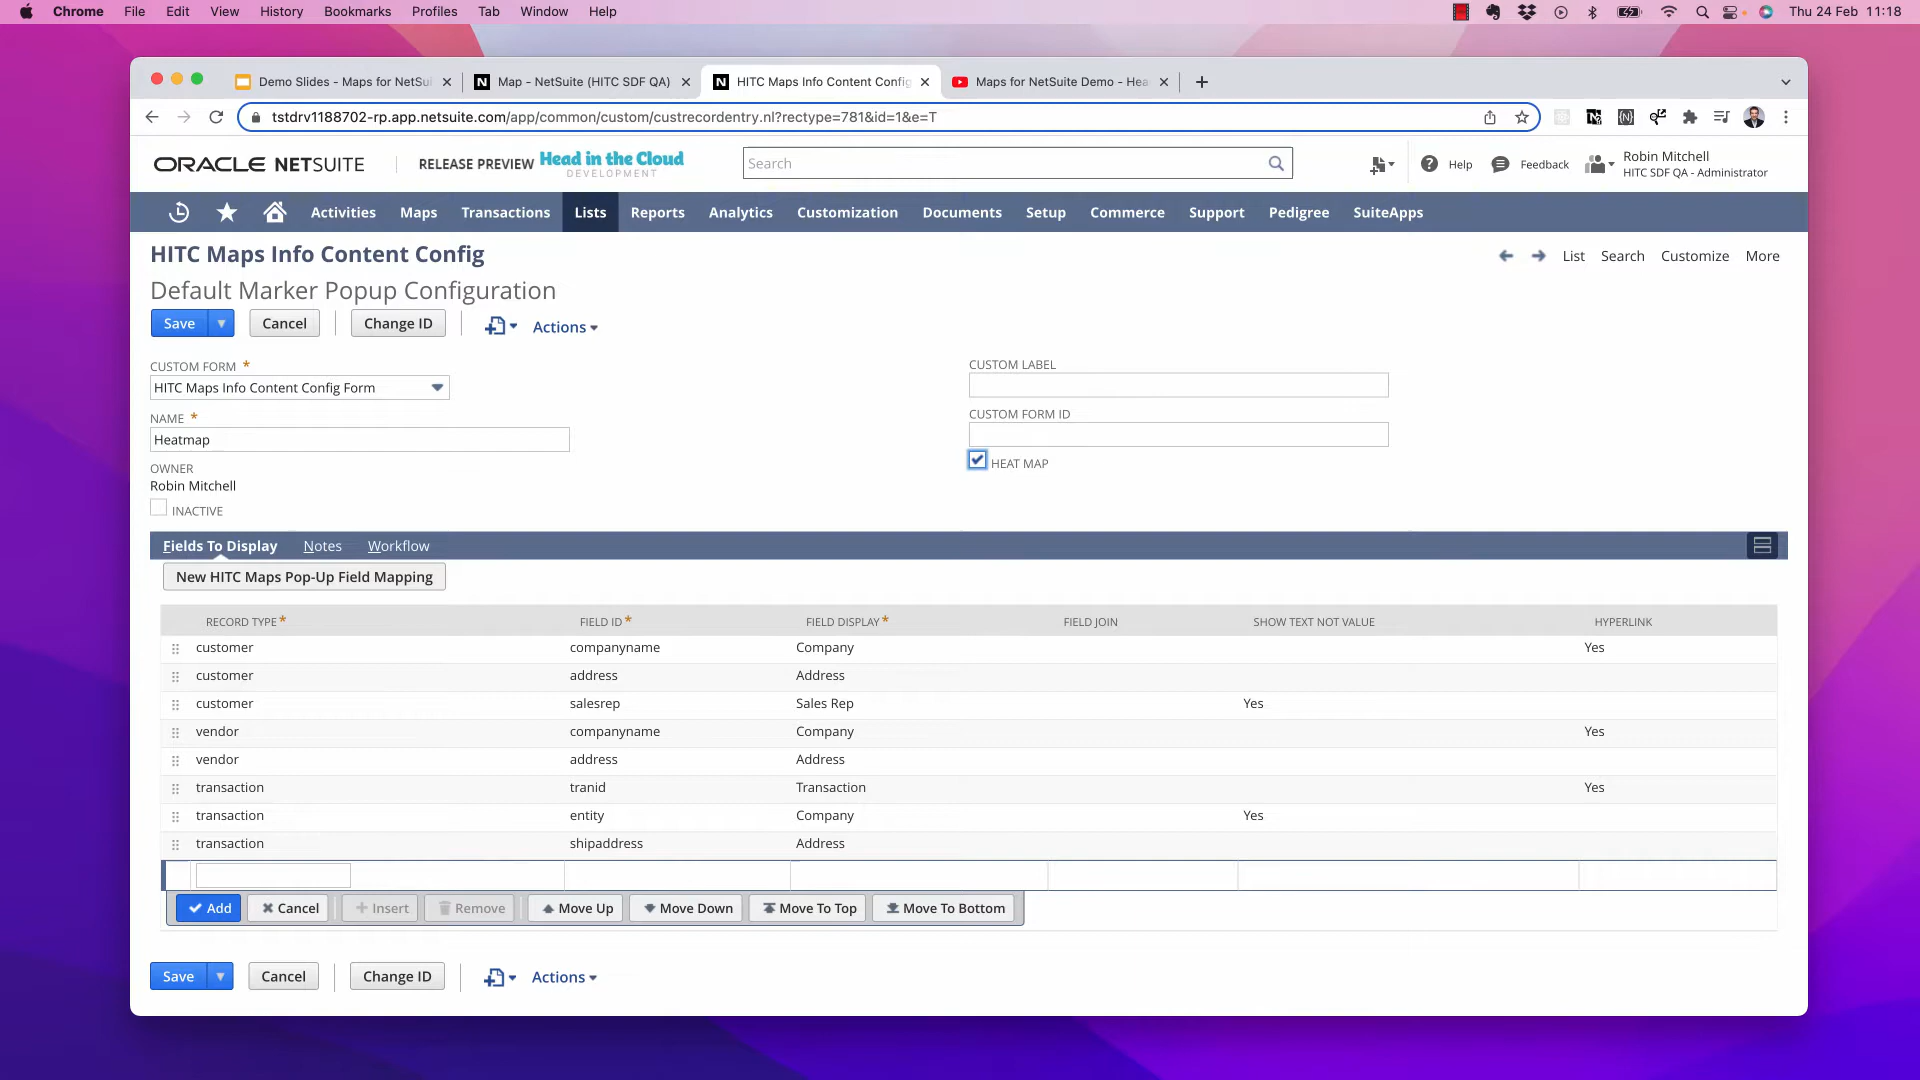 Chrome File Edit View History Bookmarks Profiles Tab Window Help Thu 24 Feb 11:18
Demo Slides - Maps for NetSui Map - NetSuite (HITC SDF QA) HITC Maps Info Content Config Maps for NetSuite Demo - Hea
tstdrv1188702-rp.app.netsuite.com/app/common/custom/custrecordentry.nl?rectype=781&id=1&e=T
ORACLE NETSUITE RELEASE PREVIEW Head in the Cloud DEVELOPMENT Search Help Feedback Robin Mitchell
HITC SDF QA - Administrator
Activities Maps Transactions Lists Reports Analytics Customization Documents Setup Commerce Support Pedigree SuiteApps
HITC Maps Info Content Config List Search Customize More
Default Marker Popup Configuration
Save Cancel Change ID Actions
CUSTOM FORM *
HITC Maps Info Content Config Form
NAME *
Heatmap
OWNER
Robin Mitchell
INACTIVE
CUSTOM LABEL
CUSTOM FORM ID
HEAT MAP
Fields To Display Notes Workflow
New HITC Maps Pop-Up Field Mapping
RECORD TYPE * FIELD ID * FIELD DISPLAY * FIELD JOIN SHOW TEXT NOT VALUE HYPERLINK
customer companyname Company Yes
customer address Address
customer salesrep Sales Rep Yes
vendor companyname Company Yes
vendor address Address
transaction tranid Transaction Yes
transaction entity Company Yes
transaction shipaddress Address
Add Cancel Insert Remove Move Up Move Down Move To Top Move To Bottom
Save Cancel Change ID Actions